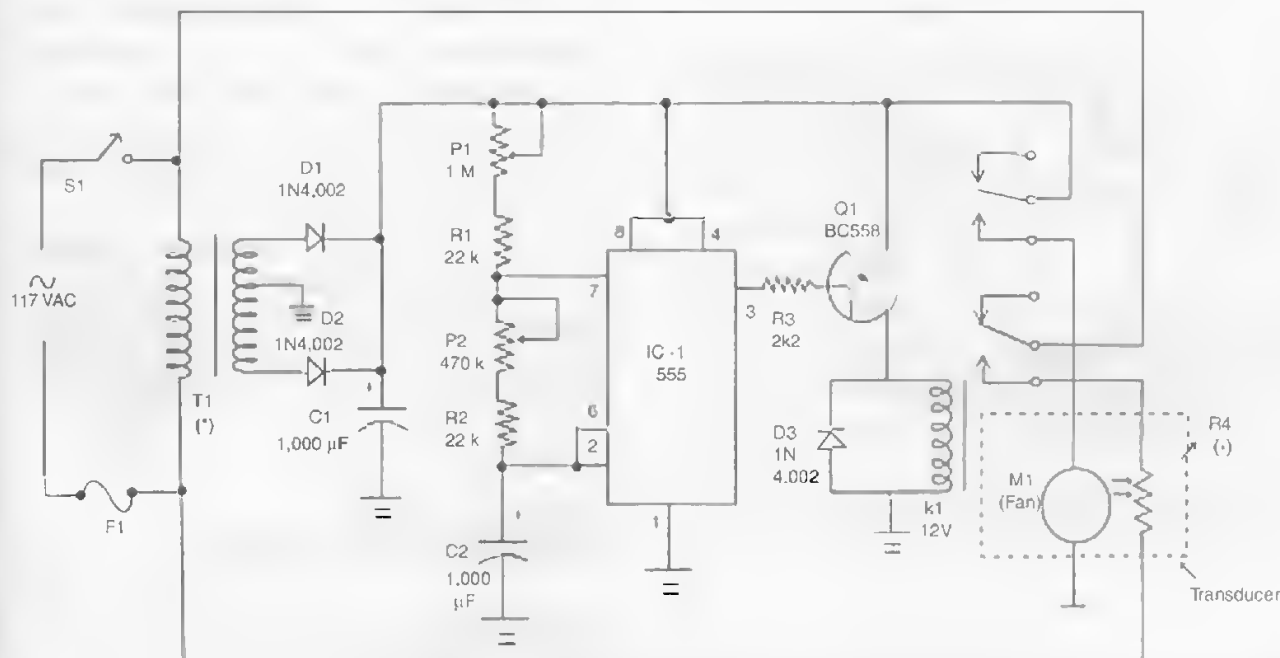 S1
117 VAC
F1
T1
(*)
D1
1N4,002
D2
1N4,002
+
C1
1,000 µF
P1
1 M
R1
22 k
P2
470 k
R2
22 k
+
C2
1,000
µF
8
4
7
6
2
3
1
IC -1
555
R3
2k2
Q1
BC558
D3
1N
4.002
k1
12V
M1
(Fan)
R4
(*)
Transducer